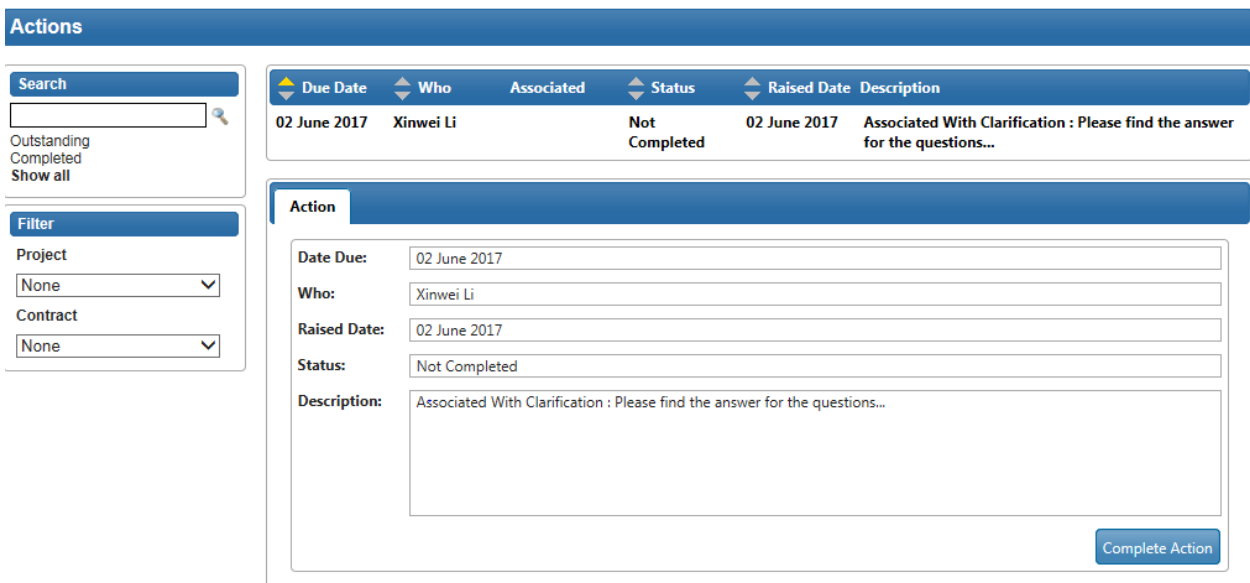 Actions
Search
Outstanding
Completed
Show all
Filter
Project
None
Contract
None
Due Date Who Associated Status Raised Date Description
02 June 2017 Xinwei Li Not 02 June 2017 Associated With Clarification : Please find the answer
Completed for the questions...
Action
Date Due: 02 June 2017
Who: Xinwei Li
Raised Date: 02 June 2017
Status: Not Completed
Description: Associated With Clarification : Please find the answer for the questions...
Complete Action